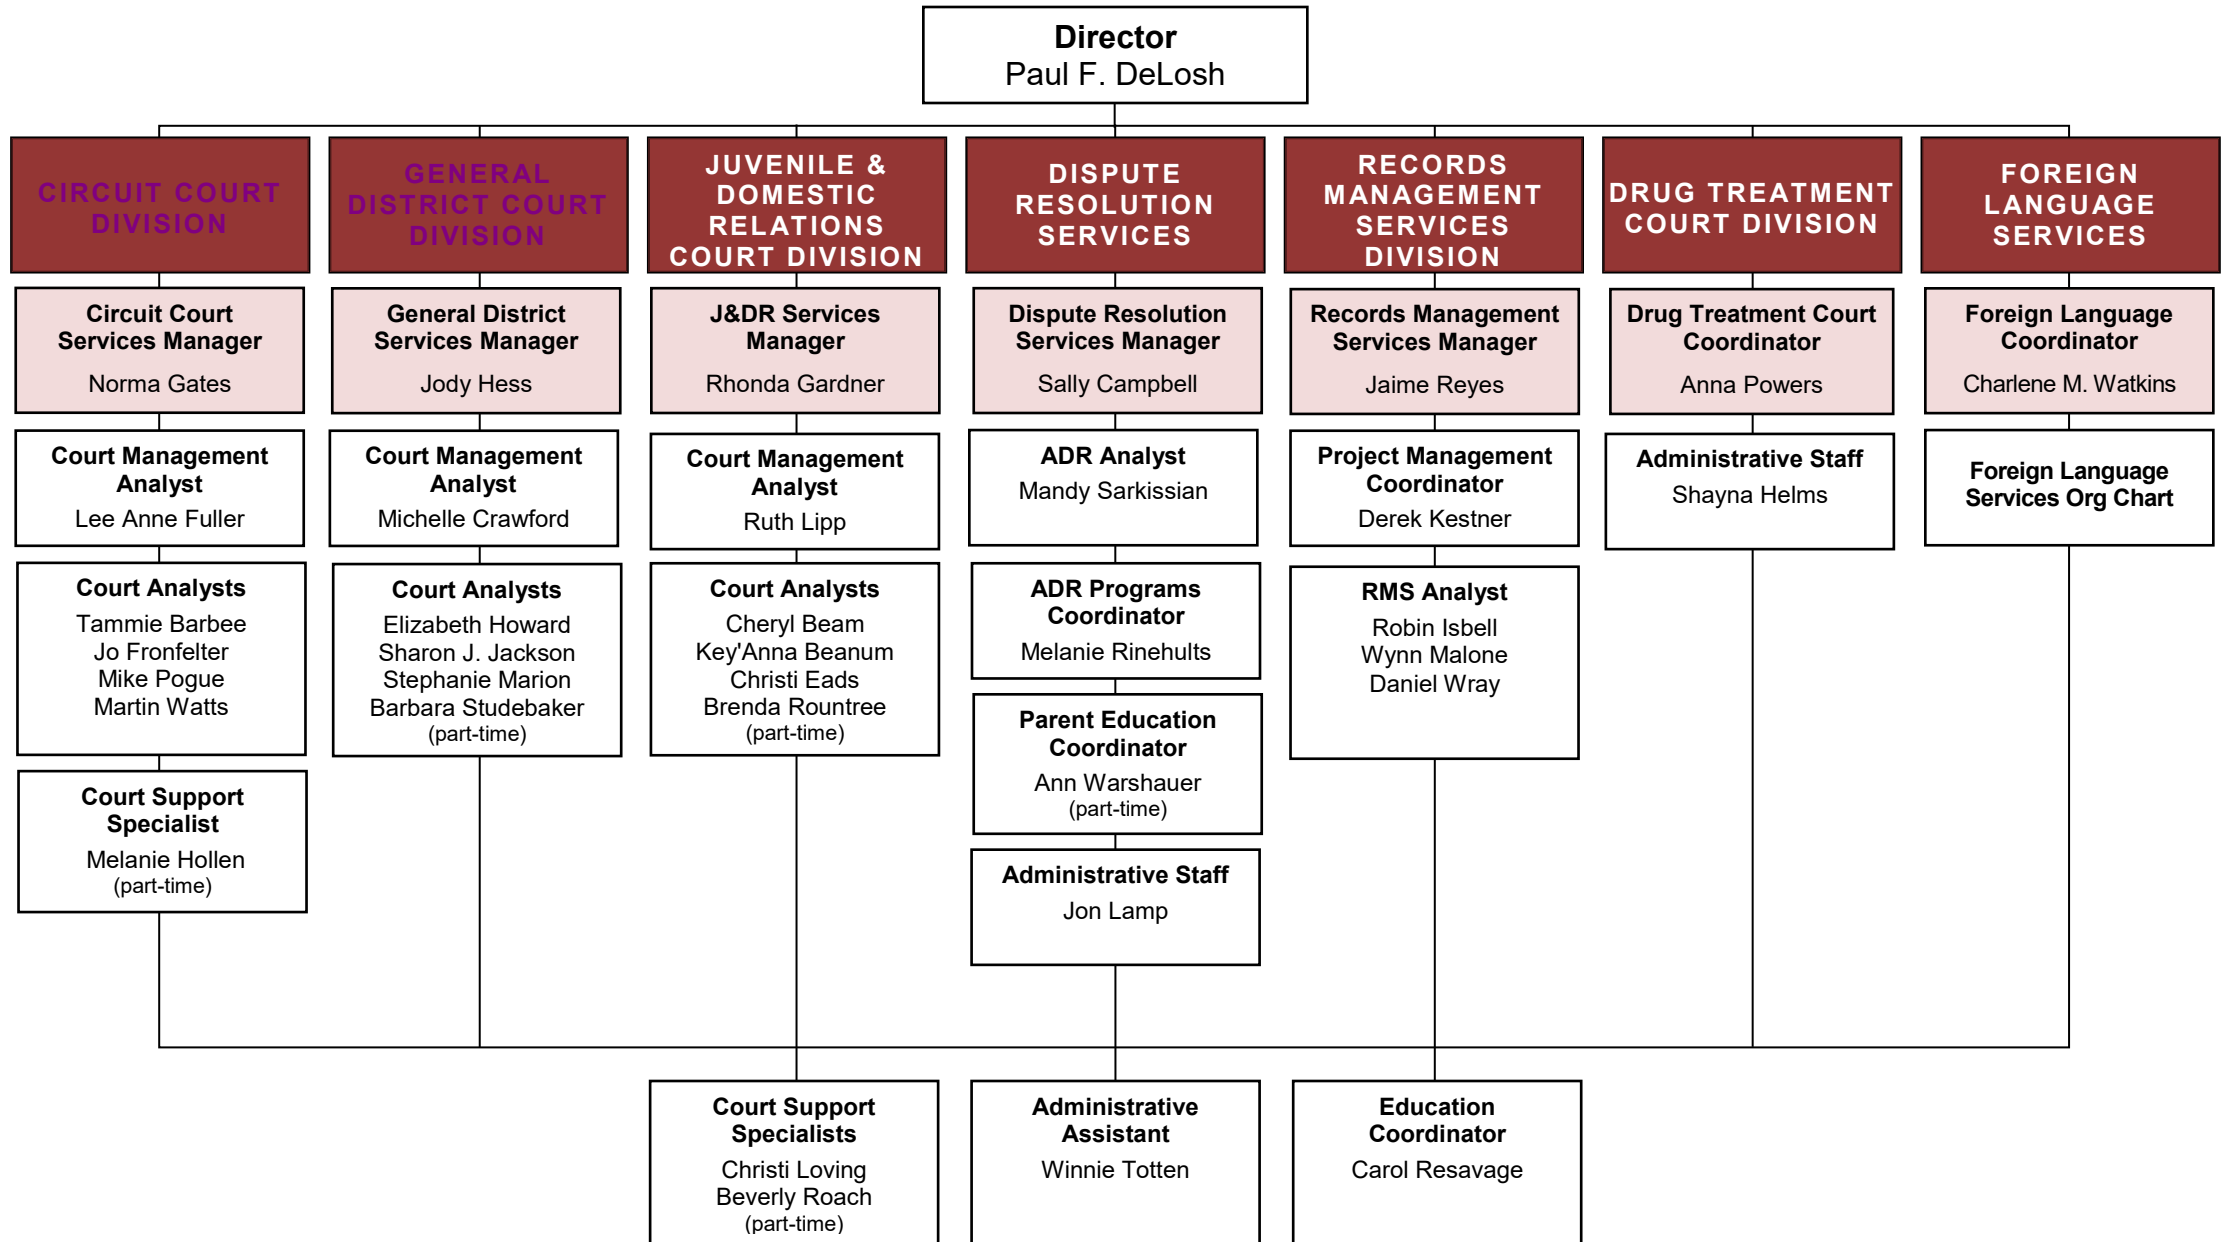 Director
Paul F. DeLosh
CIRCUIT COURT
DIVISION
GENERAL
DISTRICT COURT
DIVISION
JUVENILE &
DOMESTIC
RELATIONS
COURT DIVISION
DISPUTE
RESOLUTION
SERVICES
RECORDS
MANAGEMENT
SERVICES
DIVISION
DRUG TREATMENT
COURT DIVISION
FOREIGN
LANGUAGE
SERVICES
Circuit Court
Services Manager
Norma Gates
General District
Services Manager
Jody Hess
J&DR Services
Manager
Rhonda Gardner
Dispute Resolution
Services Manager
Sally Campbell
Records Management
Services Manager
Jaime Reyes
Drug Treatment Court
Coordinator
Anna Powers
Foreign Language
Coordinator
Charlene M. Watkins
Court Management
Analyst
Lee Anne Fuller
Court Management
Analyst
Michelle Crawford
Court Management
Analyst
Ruth Lipp
ADR Analyst
Mandy Sarkissian
Project Management
Coordinator
Derek Kestner
Administrative Staff
Shayna Helms
Foreign Language
Services Org Chart
Court Analysts
Tammie Barbee
Jo Fronfelter
Mike Pogue
Martin Watts
Court Analysts
Elizabeth Howard
Sharon J. Jackson
Stephanie Marion
Barbara Studebaker
(part-time)
Court Analysts
Cheryl Beam
Key'Anna Beanum
Christi Eads
Brenda Rountree
(part-time)
ADR Programs
Coordinator
Melanie Rinehults
RMS Analyst
Robin Isbell
Wynn Malone
Daniel Wray
Parent Education
Coordinator
Ann Warshauer
(part-time)
Court Support
Specialist
Melanie Hollen
(part-time)
Administrative Staff
Jon Lamp
Court Support
Specialists
Christi Loving
Beverly Roach
(part-time)
Administrative
Assistant
Winnie Totten
Education
Coordinator
Carol Resavage